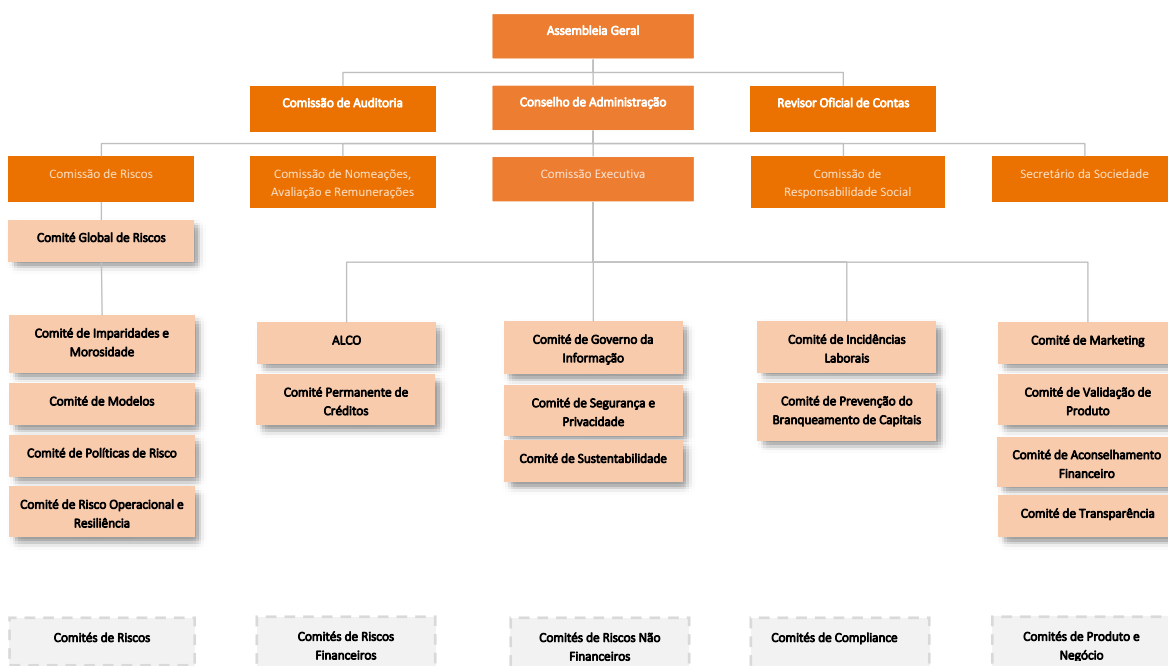 Assembleia Geral
Comissão de Auditoria
Conselho de Administração
Revisor Oficial de Contas
Comissão de Riscos
Comissão de Nomeações,
Avaliação e Remunerações
Comissão Executiva
Comissão de
Responsabilidade Social
Secretário da Sociedade
Comité Global de Riscos
Comité de Imparidades e
Morosidade
ALCO
Comité de Governo da
Informação
Comité de Incidências
Laborais
Comité de Marketing
Comité de Modelos
Comité Permanente de
Créditos
Comité de Segurança e
Privacidade
Comité de Prevenção do
Branqueamento de Capitais
Comité de Validação de
Produto
Comité de Políticas de Risco
Comité de Sustentabilidade
Comité de Aconselhamento
Financeiro
Comité de Risco Operacional e
Resiliência
Comité de Transparência
Comités de Riscos
Comités de Riscos
Financeiros
Comités de Riscos Não
Financeiros
Comités de Compliance
Comités de Produto e
Negócio